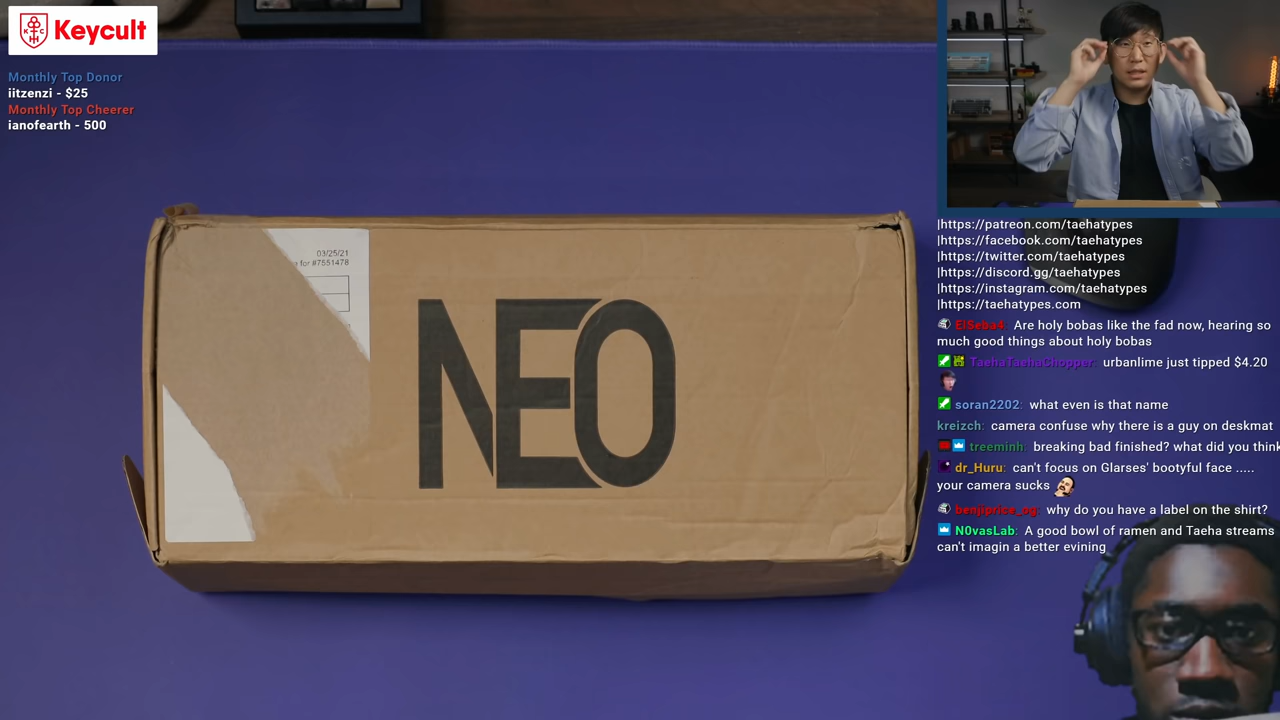 Keycult
Monthly Top Donor
iitzenzi - $25
Monthly Top Cheerer
ianofearth - 500
03/25/21
for #7551478
NEO
|https://patreon.com/taehatypes
|https://facebook.com/taehatypes
|https://twitter.com/taehatypes
|https://discord.gg/taehatypes
|https://instagram.com/taehatypes
|https://taehatypes.com
ElSeba4: Are holy bobas like the fad now, hearing so
much good things about holy bobas
TaehaTaehaChopper: urbanlime just tipped $4.20
soran2202: what even is that name
kreizch: camera confuse why there is a guy on deskmat
treeminh: breaking bad finished? what did you think
dr_Huru: can't focus on Glarses' bootyful face .....
your camera sucks
benjiprice_og: why do you have a label on the shirt?
N0vasLab: A good bowl of ramen and Taeha streams
can't imagin a better evining